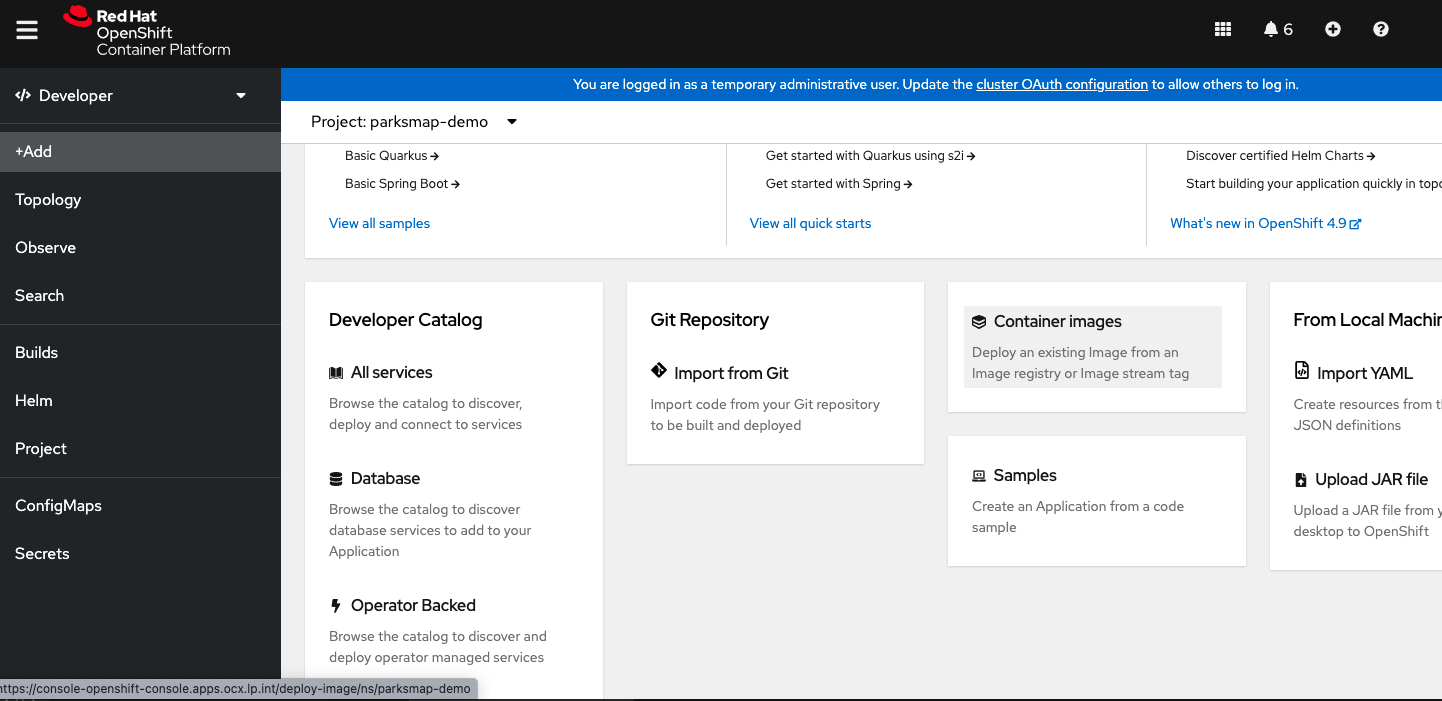 Red Hat
OpenShift
Container Platform
6
Developer
You are logged in as a temporary administrative user. Update the cluster OAuth configuration to allow others to log in.
+Add
Topology
Observe
Search
Builds
Helm
Project
ConfigMaps
Secrets
Project: parksmap-demo
Basic Quarkus
Basic Spring Boot
View all samples
Get started with Quarkus using s2i
Get started with Spring
View all quick starts
Discover certified Helm Charts
Start building your application quickly in
What's new in OpenShift 4.9
Developer Catalog
All services
Browse the catalog to discover,
deploy and connect to services
Database
Browse the catalog to discover
database services to add to your
Application
Operator Backed
Browse the catalog to discover and
deploy operator managed services
Git Repository
Import from Git
Import code from your Git repository
to be built and deployed
Container images
Deploy an existing Image from an
Image registry or Image stream tag
Samples
Create an Application from a code
sample
From Local
Import YAML
Create resources from
JSON definitions
Upload JAR file
Upload a JAR file from
desktop to OpenShift
https://console-openshift-console.apps.ocx.lp.int/deploy-image/ns/parksmap-demo